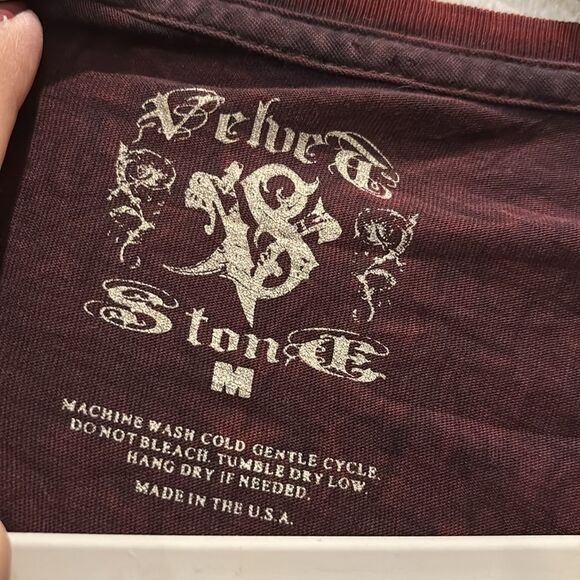 Velvet
VS
Stone
M
MACHINE WASH COLD GENTLE CYCLE.
DO NOT BLEACH. TUMBLE DRY LOW.
HANG DRY IF NEEDED.
MADE IN THE U.S.A.